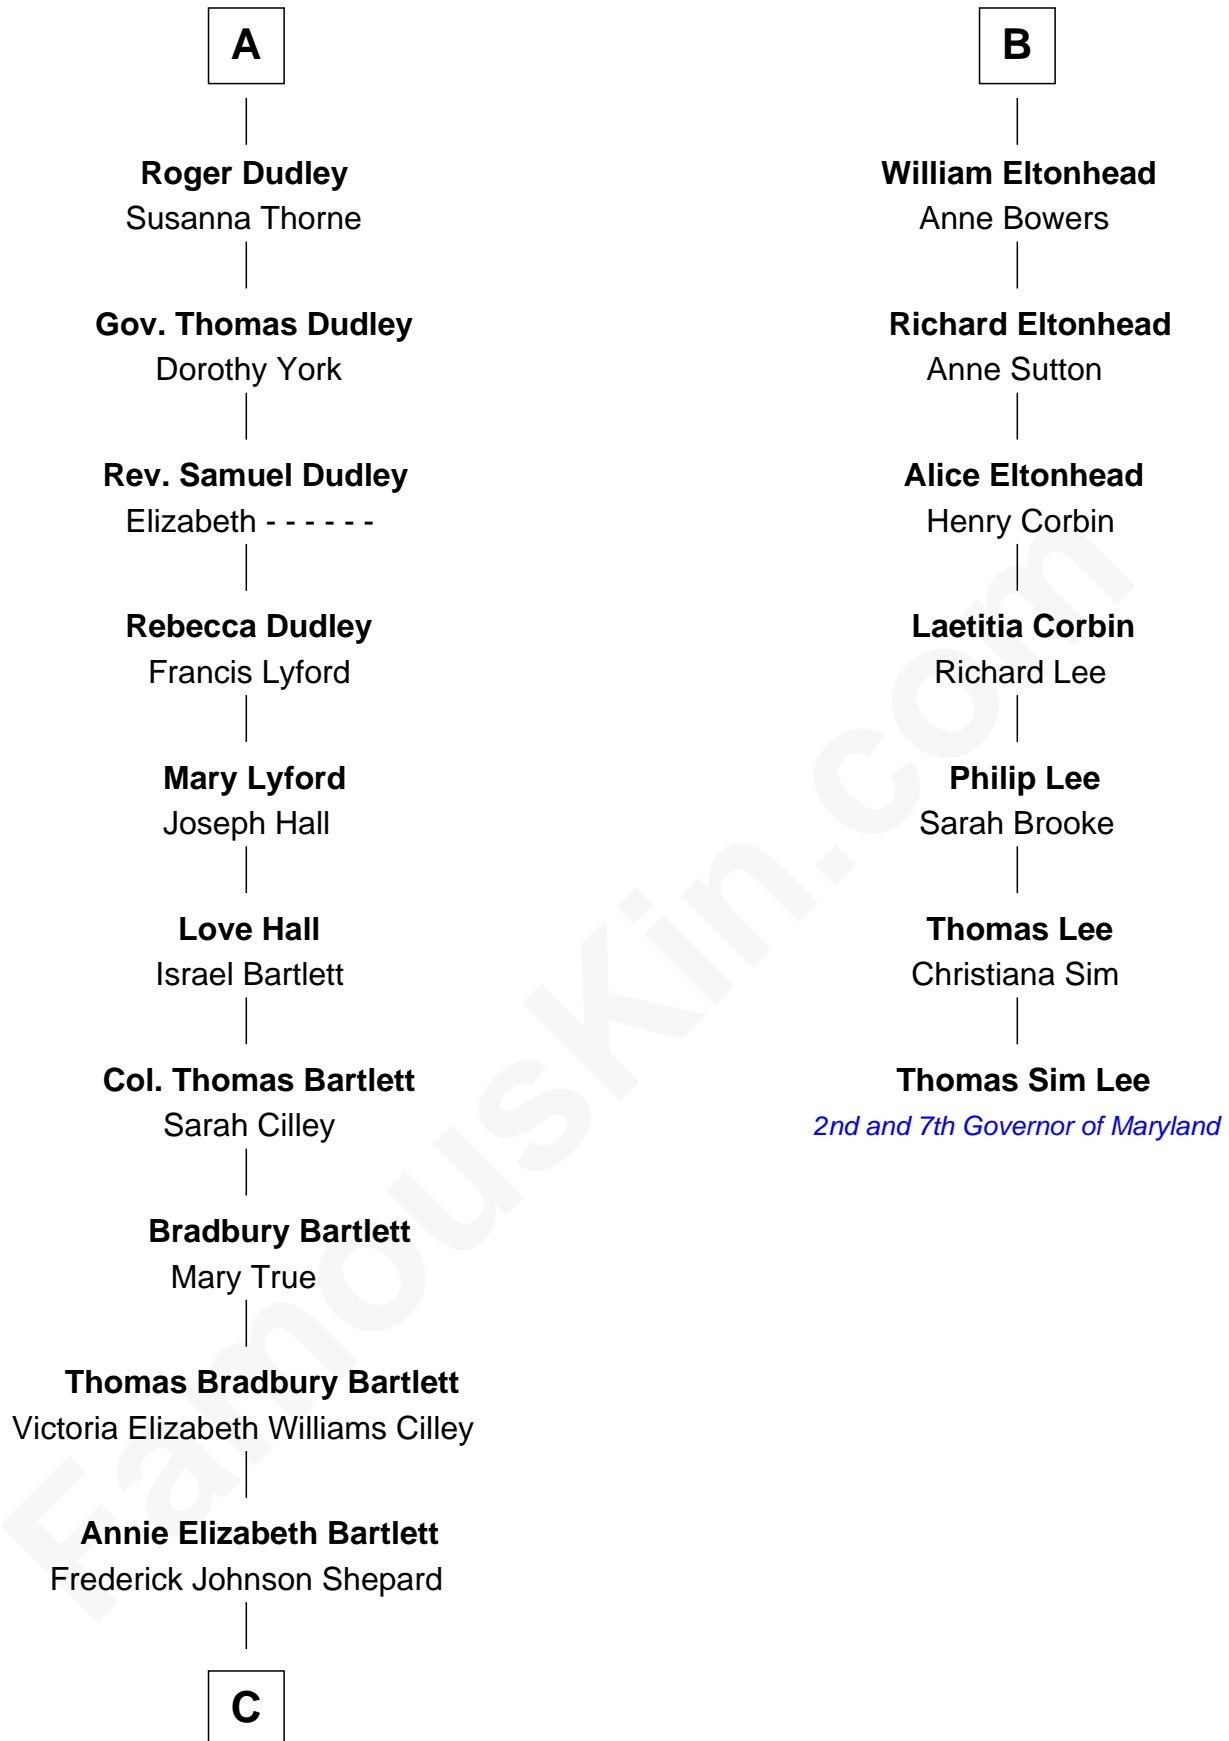 A
Roger Dudley
Susanna Thorne
Gov. Thomas Dudley
Dorothy York
Rev. Samuel Dudley
Elizabeth - - - - - -
Rebecca Dudley
Francis Lyford
Mary Lyford
Joseph Hall
Love Hall
Israel Bartlett
Col. Thomas Bartlett
Sarah Cilley
Bradbury Bartlett
Mary True
Thomas Bradbury Bartlett
Victoria Elizabeth Williams Cilley
Annie Elizabeth Bartlett
Frederick Johnson Shepard
C
B
William Eltonhead
Anne Bowers
Richard Eltonhead
Anne Sutton
Alice Eltonhead
Henry Corbin
Laetitia Corbin
Richard Lee
Philip Lee
Sarah Brooke
Thomas Lee
Christiana Sim
Thomas Sim Lee
2nd and 7th Governor of Maryland
FamousKin.com